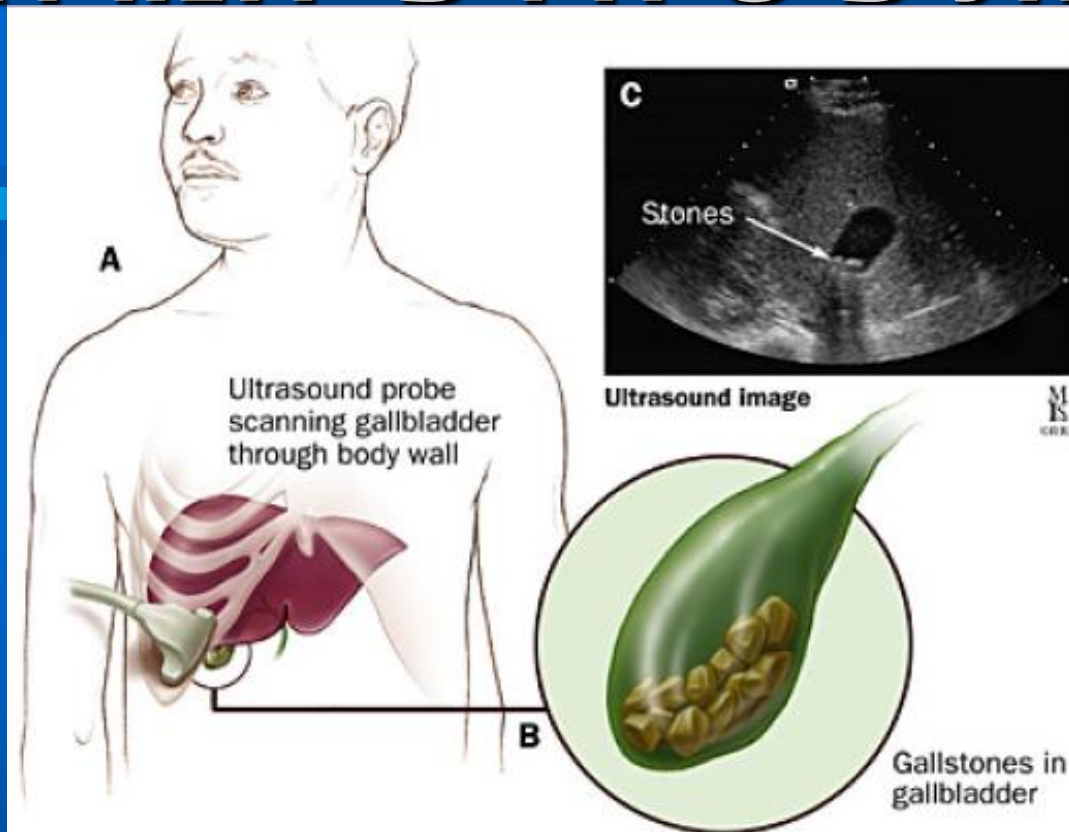 C
Stones
A
Ultrasound probe
scanning gallbladder
through body wall
Ultrasound image
B
Gallstones in
gallbladder